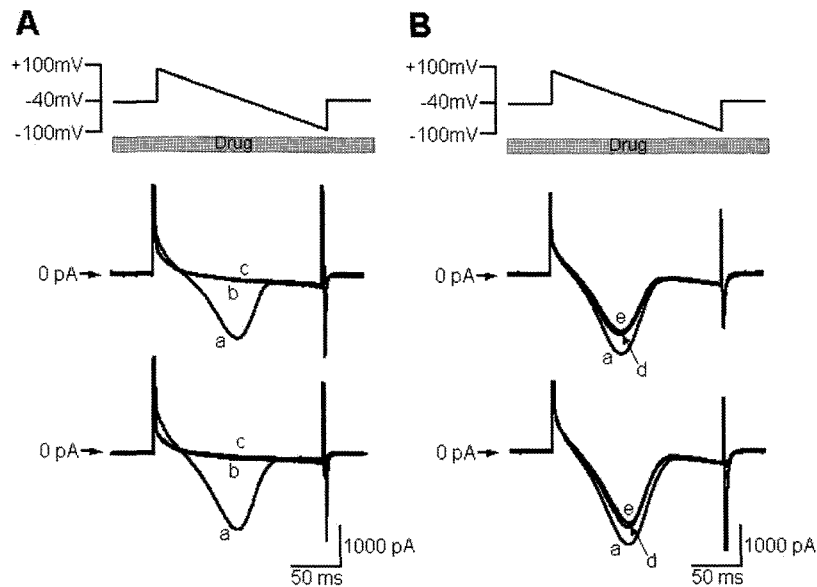 A
+100mV
-40mV
-100mV
Drug
0 pA
c
b
a
0 pA
c
b
a
50 ms
1000 pA
B
+100mV
-40mV
-100mV
Drug
0 pA
e
a
d
0 pA
e
a
d
50 ms
1000 pA